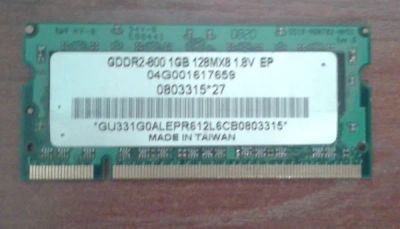 GDDR2-800 1GB 128MX8 1.8V EP
04G001617659
0803315*27
*GU331G0ALEPR612L6CB0803315*
MADE IN TAIWAN